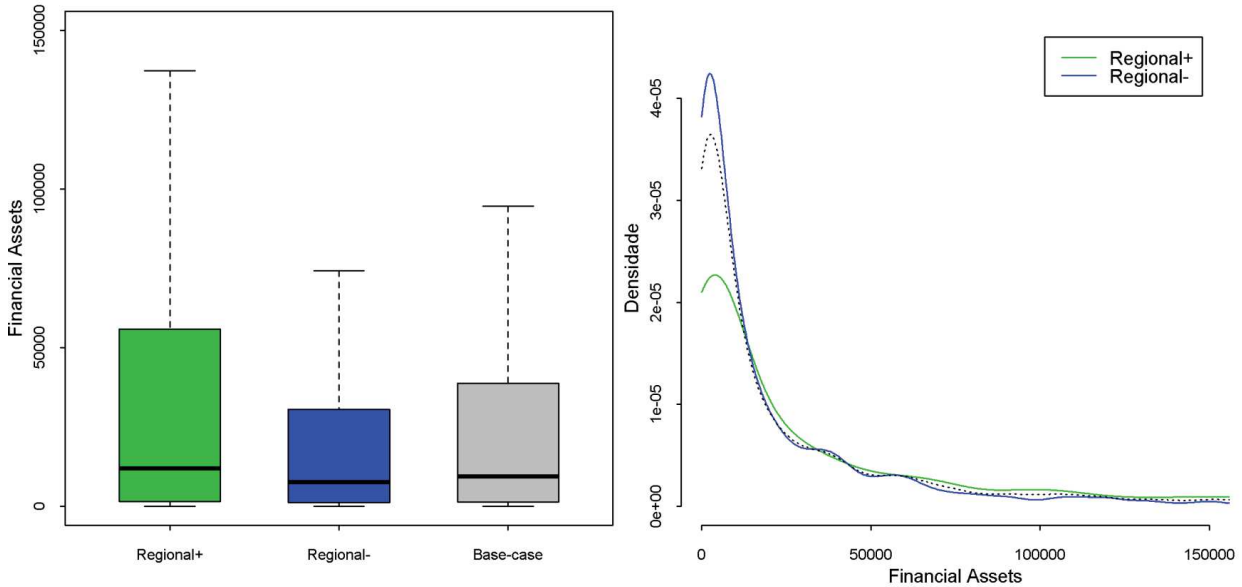 Financial Assets
150000
100000
50000
0
Regional+
Regional-
Base-case
Regional+
Regional-
Densidade
4e-05
3e-05
2e-05
1e-05
0e+00
0
50000
100000
150000
Financial Assets